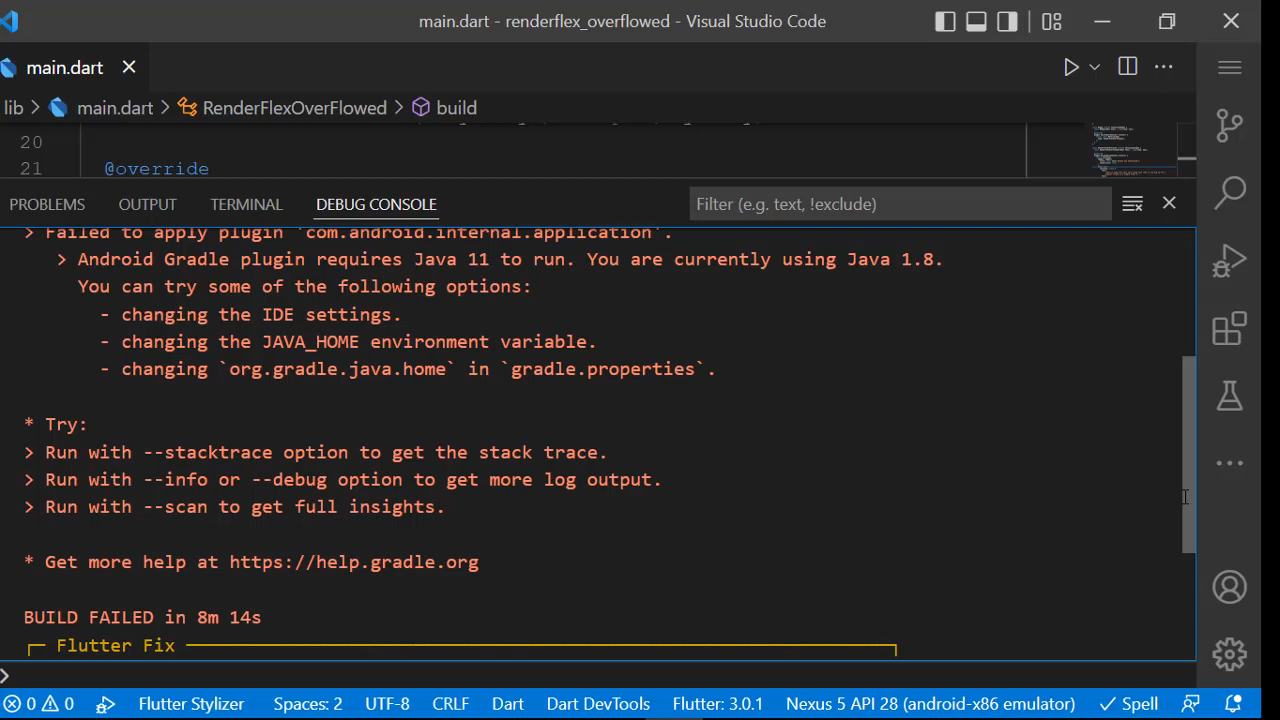 main.dart - renderflex_overflowed - Visual Studio Code
main.dart
lib > main.dart > RenderFlexOverFlowed > build
20
21 @override
PROBLEMS OUTPUT TERMINAL DEBUG CONSOLE Filter (e.g. text, !exclude)
> Failed to apply plugin 'com.android.internal.application'.
> Android Gradle plugin requires Java 11 to run. You are currently using Java 1.8.
You can try some of the following options:
- changing the IDE settings.
- changing the JAVA_HOME environment variable.
- changing `org.gradle.java.home` in `gradle.properties`.
* Try:
> Run with --stacktrace option to get the stack trace.
> Run with --info or --debug option to get more log output.
> Run with --scan to get full insights.
* Get more help at https://help.gradle.org
BUILD FAILED in 8m 14s
Flutter Fix
>
0 0 Flutter Stylizer Spaces: 2 UTF-8 CRLF Dart Dart DevTools Flutter: 3.0.1 Nexus 5 API 28 (android-x86 emulator) Spell